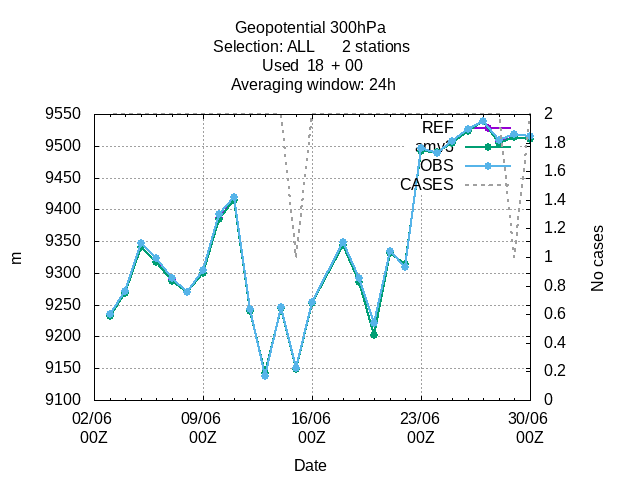 Geopotential 300hPa
Selection: ALL 2 stations
Used 18 + 00
Averaging window: 24h
9550
9500
9450
9400
9350
9300
9250
9200
9150
9100
m
2
1.8
1.6
1.4
1.2
1
0.8
0.6
0.4
0.2
0
No cases
REF
amv3
OBS
CASES
02/06 09/06 16/06 23/06 30/06
00Z 00Z 00Z 00Z 00Z
Date